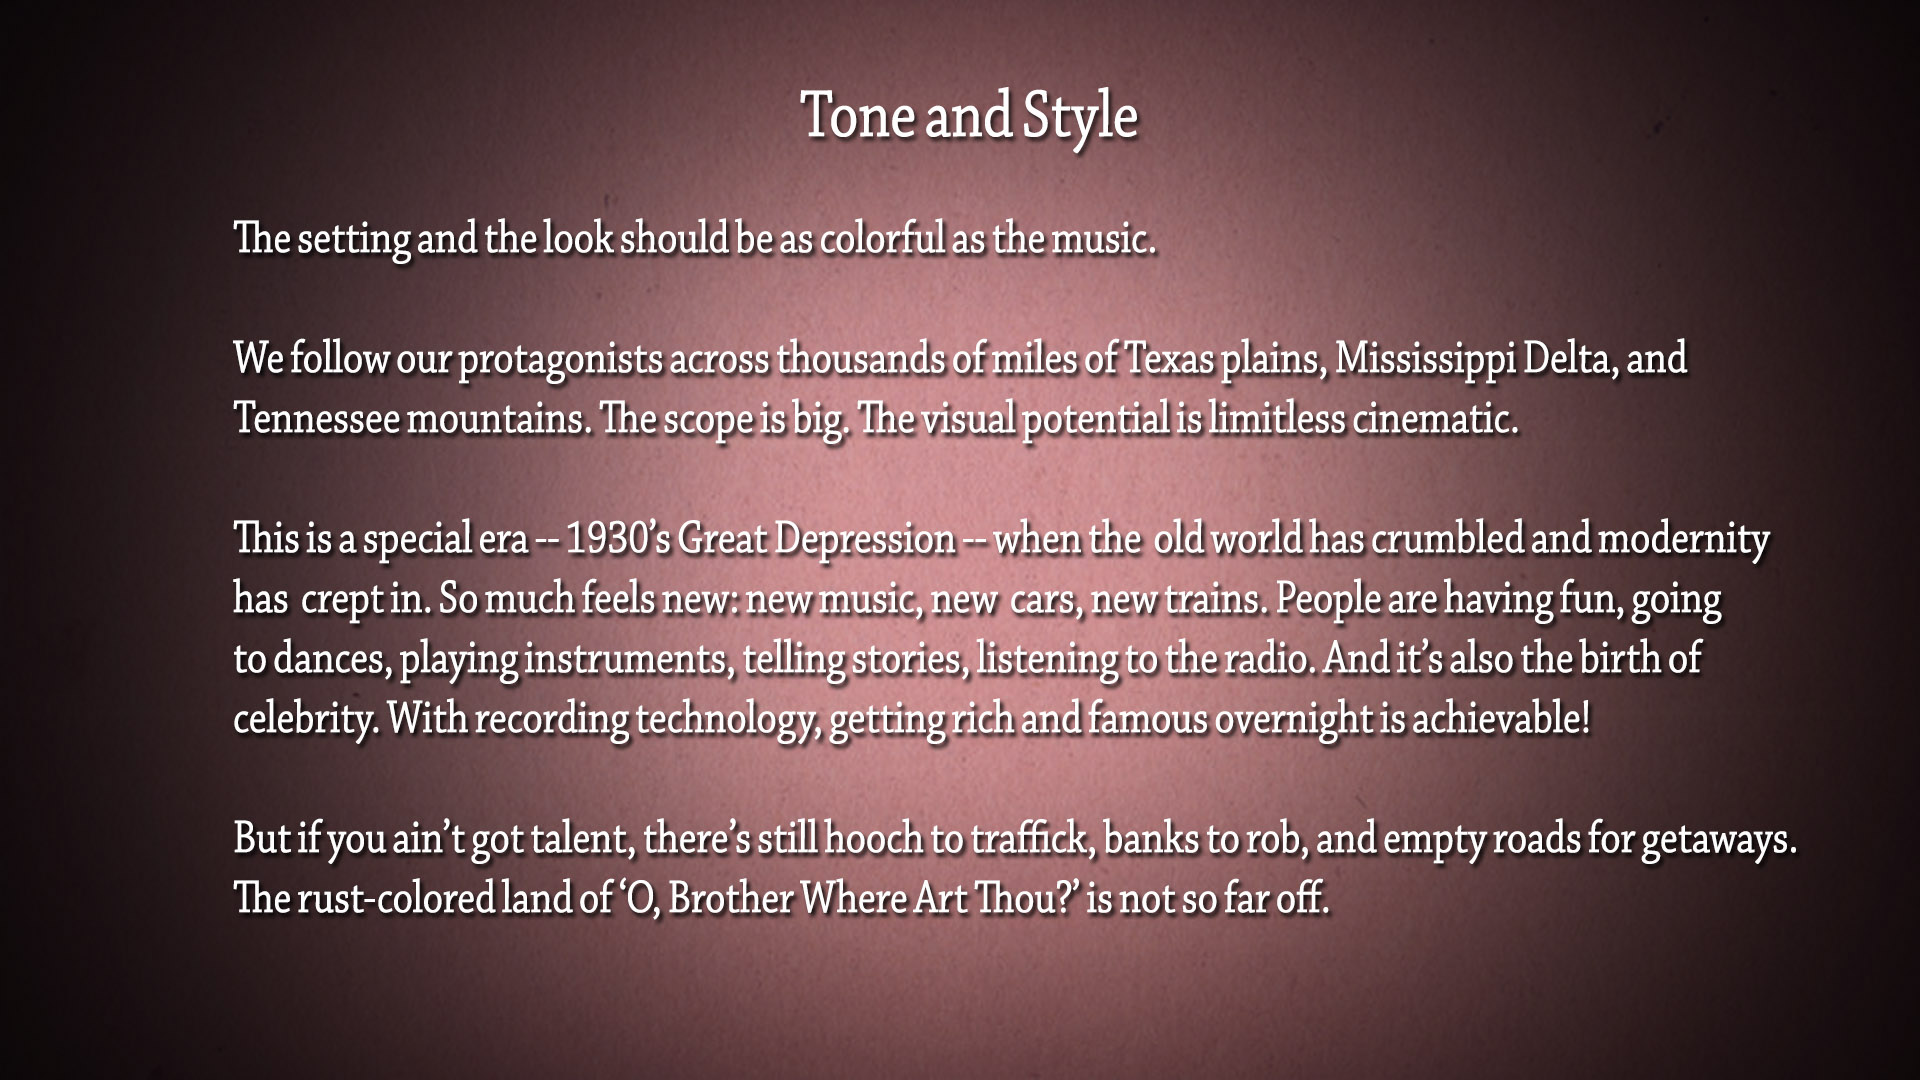 Tone and Style
The setting and the look should be as colorful as the music.
We follow our protagonists across thousands of miles of Texas plains, Mississippi Delta, and
Tennessee mountains. The scope is big. The visual potential is limitless cinematic.
This is a special era -- 1930’s Great Depression -- when the  old world has crumbled and modernity
has  crept in. So much feels new: new music, new  cars, new trains. People are having fun, going
to dances, playing instruments, telling stories, listening to the radio. And it’s also the birth of
celebrity. With recording technology, getting rich and famous overnight is achievable!
But if you ain’t got talent, there’s still hooch to traffick, banks to rob, and empty roads for getaways.
The rust-colored land of ‘O, Brother Where Art Thou?’ is not so far off.